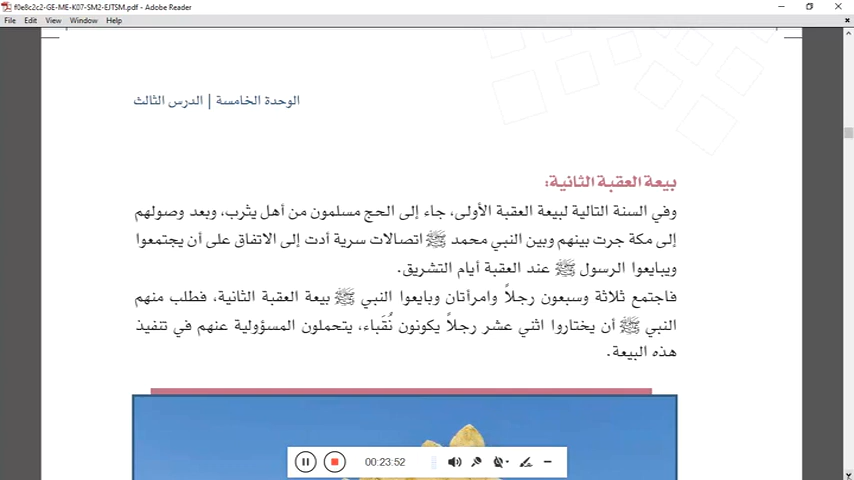 f0e8c2c2-GE-ME-K07-SM2-EJTSM.pdf - Adobe Reader
File Edit View Window Help
الوحدة الخامسة | الدرس الثالث
بيعة العقبة الثانية:
وفي السنة التالية لبيعة العقبة الأولى، جاء إلى الحج مسلمون من أهل يثرب، وبعد وصولهم
إلى مكة جرت بينهم وبين النبي محمد ﷺ اتصالات سرية أدت إلى الاتفاق على أن يجتمعوا
ويبايعوا الرسول ﷺ عند العقبة أيام التشريق.
فاجتمع ثلاثة وسبعون رجلاً وامرأتان وبايعوا النبي ﷺ بيعة العقبة الثانية، فطلب منهم
النبي ﷺ أن يختاروا اثني عشر رجلاً يكونون نُقَباء، يتحملون المسؤولية عنهم في تنفيذ
هذه البيعة.
00:23:52